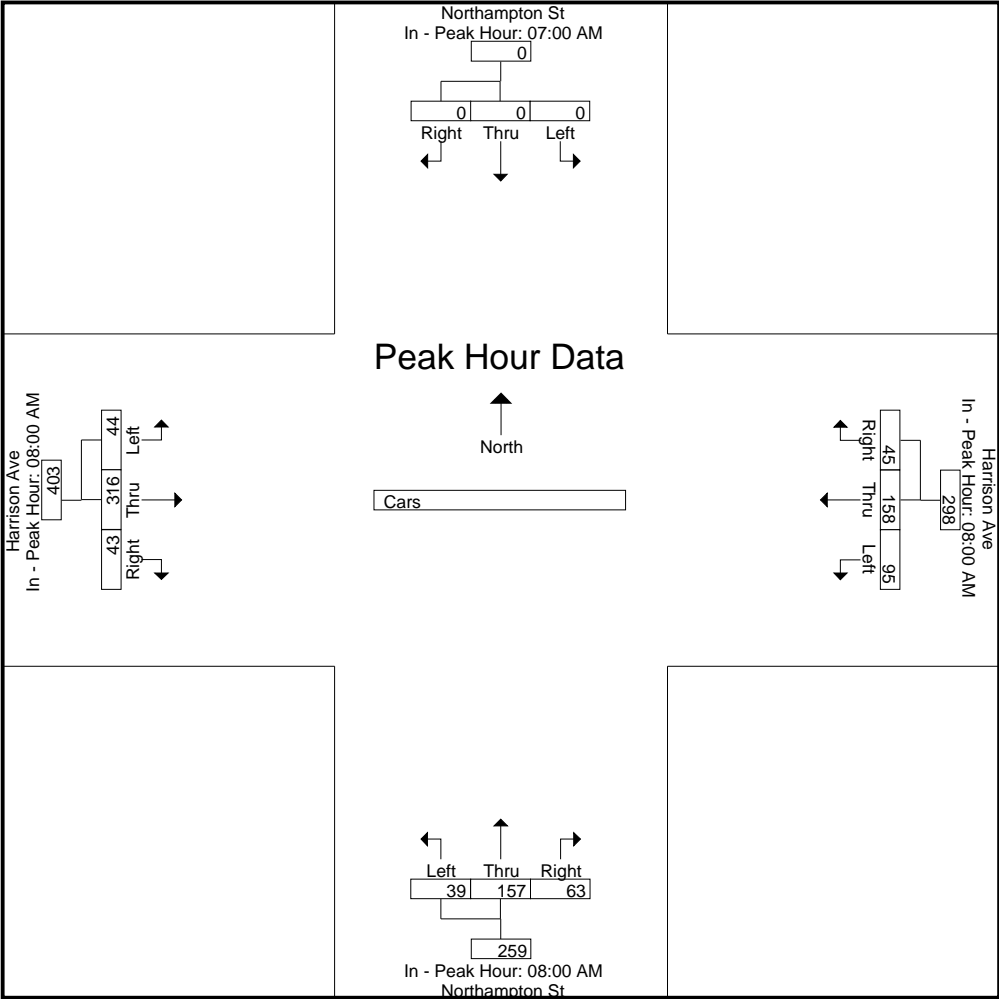 Northampton St
In - Peak Hour: 07:00 AM
0
0 0 0
Right Thru Left
Peak Hour Data
North
Cars
Harrison Ave
In - Peak Hour: 08:00 AM
403
44 316 43
Left Thru Right
Harrison Ave
In - Peak Hour: 08:00 AM
298
45 158 95
Right Thru Left
Left Thru Right
39 157 63
259
In - Peak Hour: 08:00 AM
Northampton St